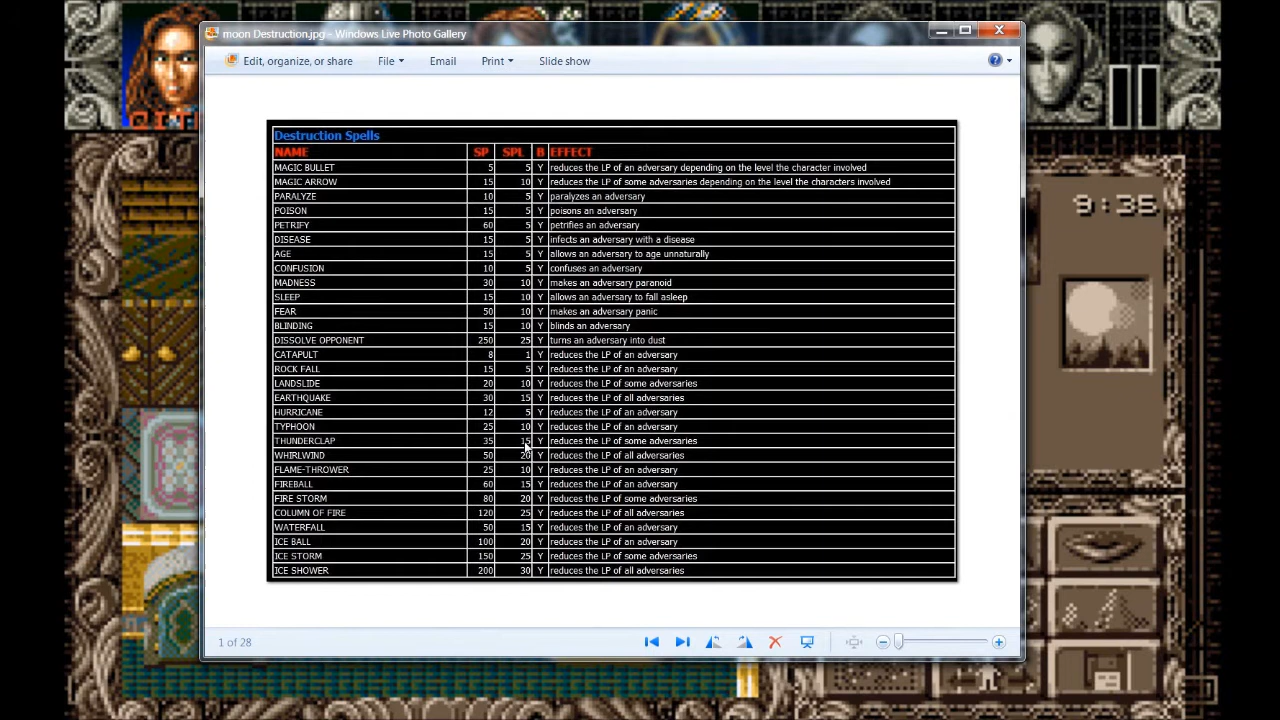 moon Destruction.jpg - Windows Live Photo Gallery
Edit, organize, or share File Email Print Slide show
Destruction Spells
NAME SP SPL B EFFECT
MAGIC BULLET 5 5 Y reduces the LP of an adversary depending on the level the character involved
MAGIC ARROW 15 10 Y reduces the LP of some adversaries depending on the level the characters involved
PARALYZE 10 5 Y paralyzes an adversary
POISON 15 5 Y poisons an adversary
PETRIFY 60 5 Y petrifies an adversary
DISEASE 15 5 Y infects an adversary with a disease
AGE 15 5 Y allows an adversary to age unnaturally
CONFUSION 10 5 Y confuses an adversary
MADNESS 30 10 Y makes an adversary paranoid
SLEEP 15 10 Y allows an adversary to fall asleep
FEAR 50 10 Y makes an adversary panic
BLINDING 15 10 Y blinds an adversary
DISSOLVE OPPONENT 250 25 Y turns an adversary into dust
CATAPULT 8 1 Y reduces the LP of an adversary
ROCK FALL 15 5 Y reduces the LP of an adversary
LANDSLIDE 20 10 Y reduces the LP of some adversaries
EARTHQUAKE 30 15 Y reduces the LP of all adversaries
HURRICANE 12 5 Y reduces the LP of an adversary
TYPHOON 25 10 Y reduces the LP of an adversary
THUNDERCLAP 35 15 Y reduces the LP of some adversaries
WHIRLWIND 50 20 Y reduces the LP of all adversaries
FLAME-THROWER 25 10 Y reduces the LP of an adversary
FIREBALL 60 15 Y reduces the LP of an adversary
FIRE STORM 80 20 Y reduces the LP of some adversaries
COLUMN OF FIRE 120 25 Y reduces the LP of all adversaries
WATERFALL 50 15 Y reduces the LP of an adversary
ICE BALL 100 20 Y reduces the LP of an adversary
ICE STORM 150 25 Y reduces the LP of some adversaries
ICE SHOWER 200 30 Y reduces the LP of all adversaries
1 of 28
9:35